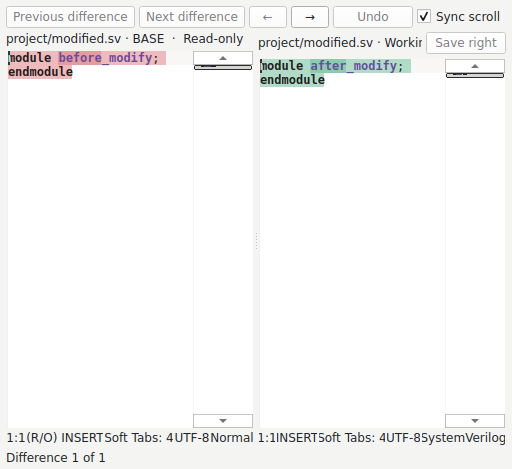 Previous difference Next difference ← → Undo Sync scroll
project/modified.sv · BASE · Read-only
project/modified.sv · Workir Save right
module before_modify;
endmodule
module after_modify;
endmodule
1:1(R/O) INSERTSoft Tabs: 4UTF-8Normal
1:1INSERTSoft Tabs: 4UTF-8SystemVerilog
Difference 1 of 1